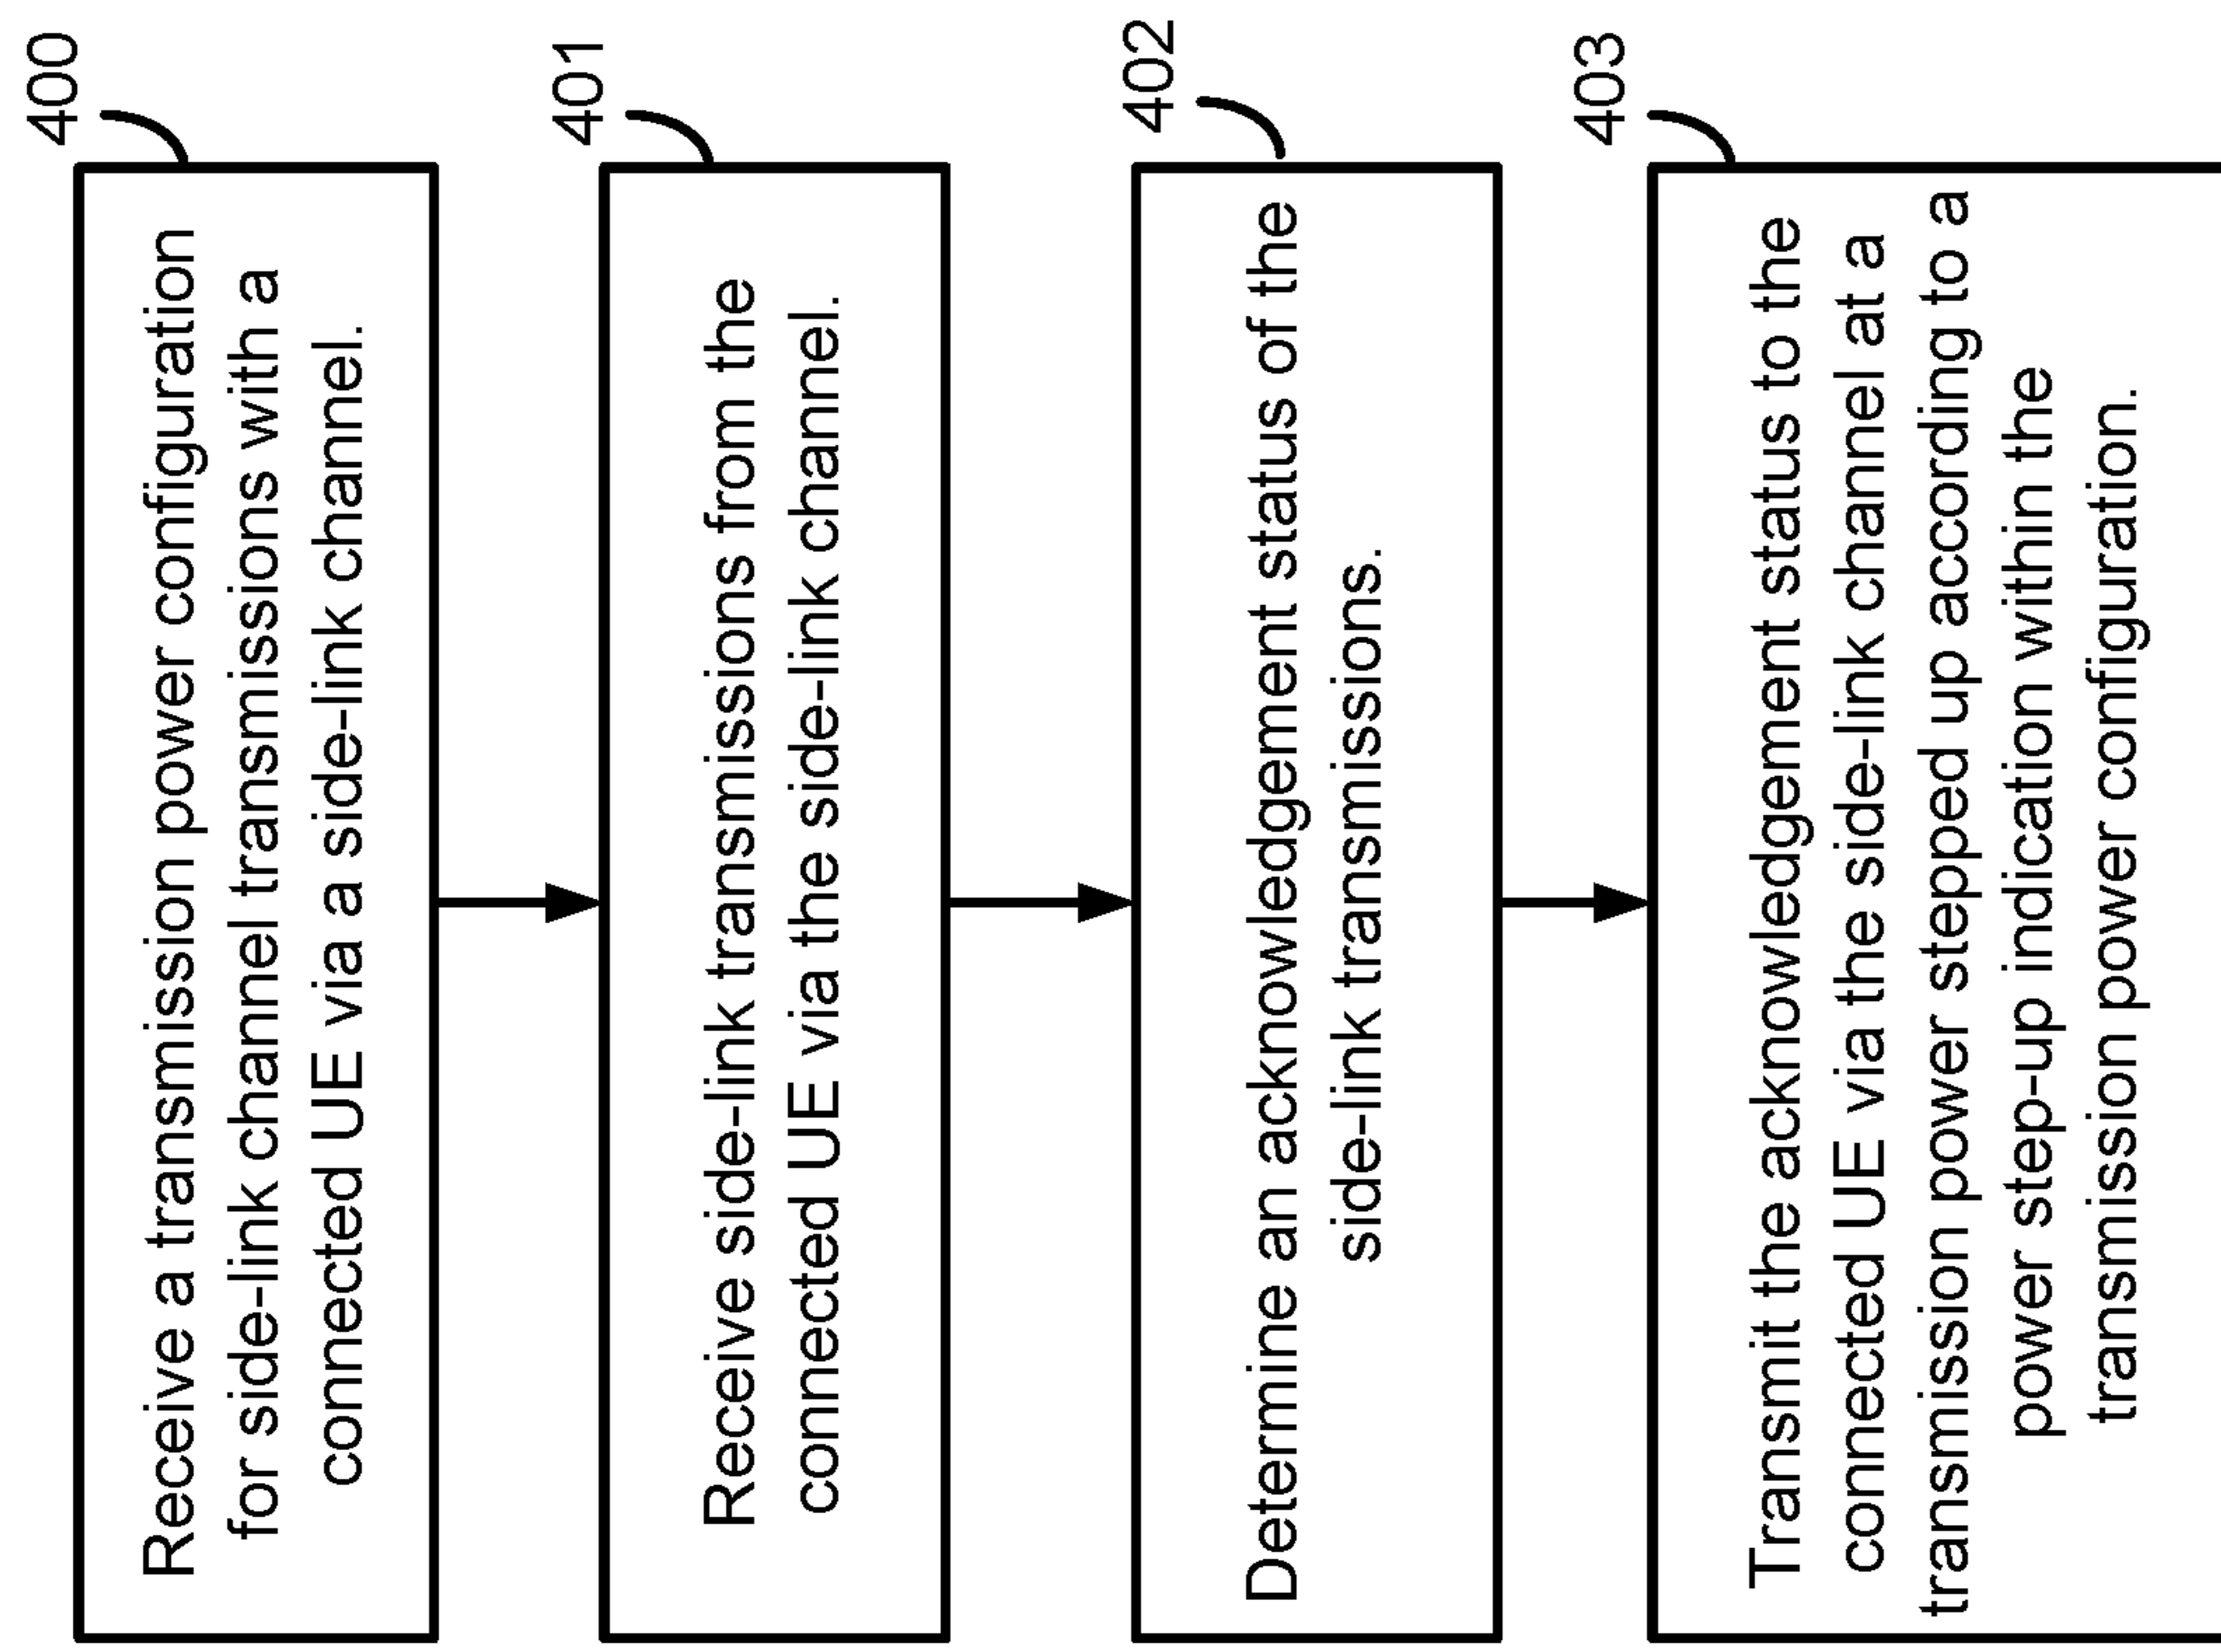 400
Receive a transmission power configuration
for side-link channel transmissions with a
connected UE via a side-link channel.
401
Receive side-link transmissions from the
connected UE via the side-link channel.
402
Determine an acknowledgement status of the
side-link transmissions.
403
Transmit the acknowledgement status to the
connected UE via the side-link channel at a
transmission power stepped up according to a
power step-up indication within the
transmission power configuration.